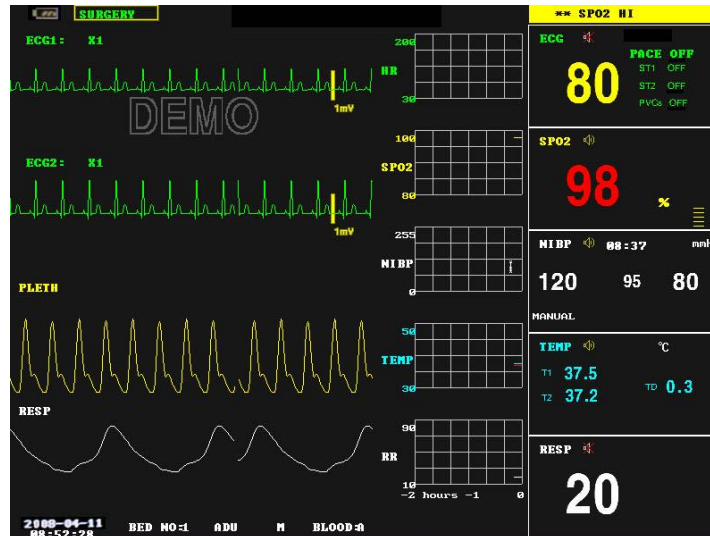 SURGERY
** SPO2 HI
ECG1: X1
1mV
DEMO
ECG2: X1
1mV
PLETH
RESP
200
HR
30
100
SPO2
80
255
NIBP
0
50
TEMP
30
90
RR
10
-2 hours -1 0
ECG
80
PACE OFF
ST1 OFF
ST2 OFF
PVCs OFF
SPO2
98 %
NIBP 08:37
120 95 80
MANUAL
TEMP °C
T1 37.5
T2 37.2
TD 0.3
RESP
20
08:52:28
BED NO:1 ADU M BLOOD:A